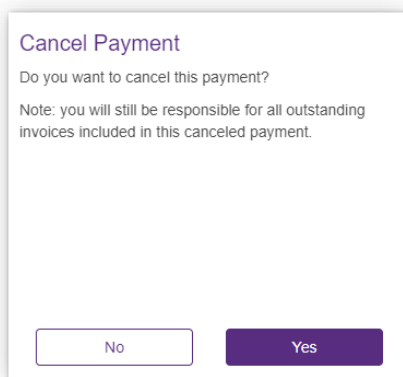 Cancel Payment
Do you want to cancel this payment?
Note: you will still be responsible for all outstanding
invoices included in this canceled payment.
No
Yes